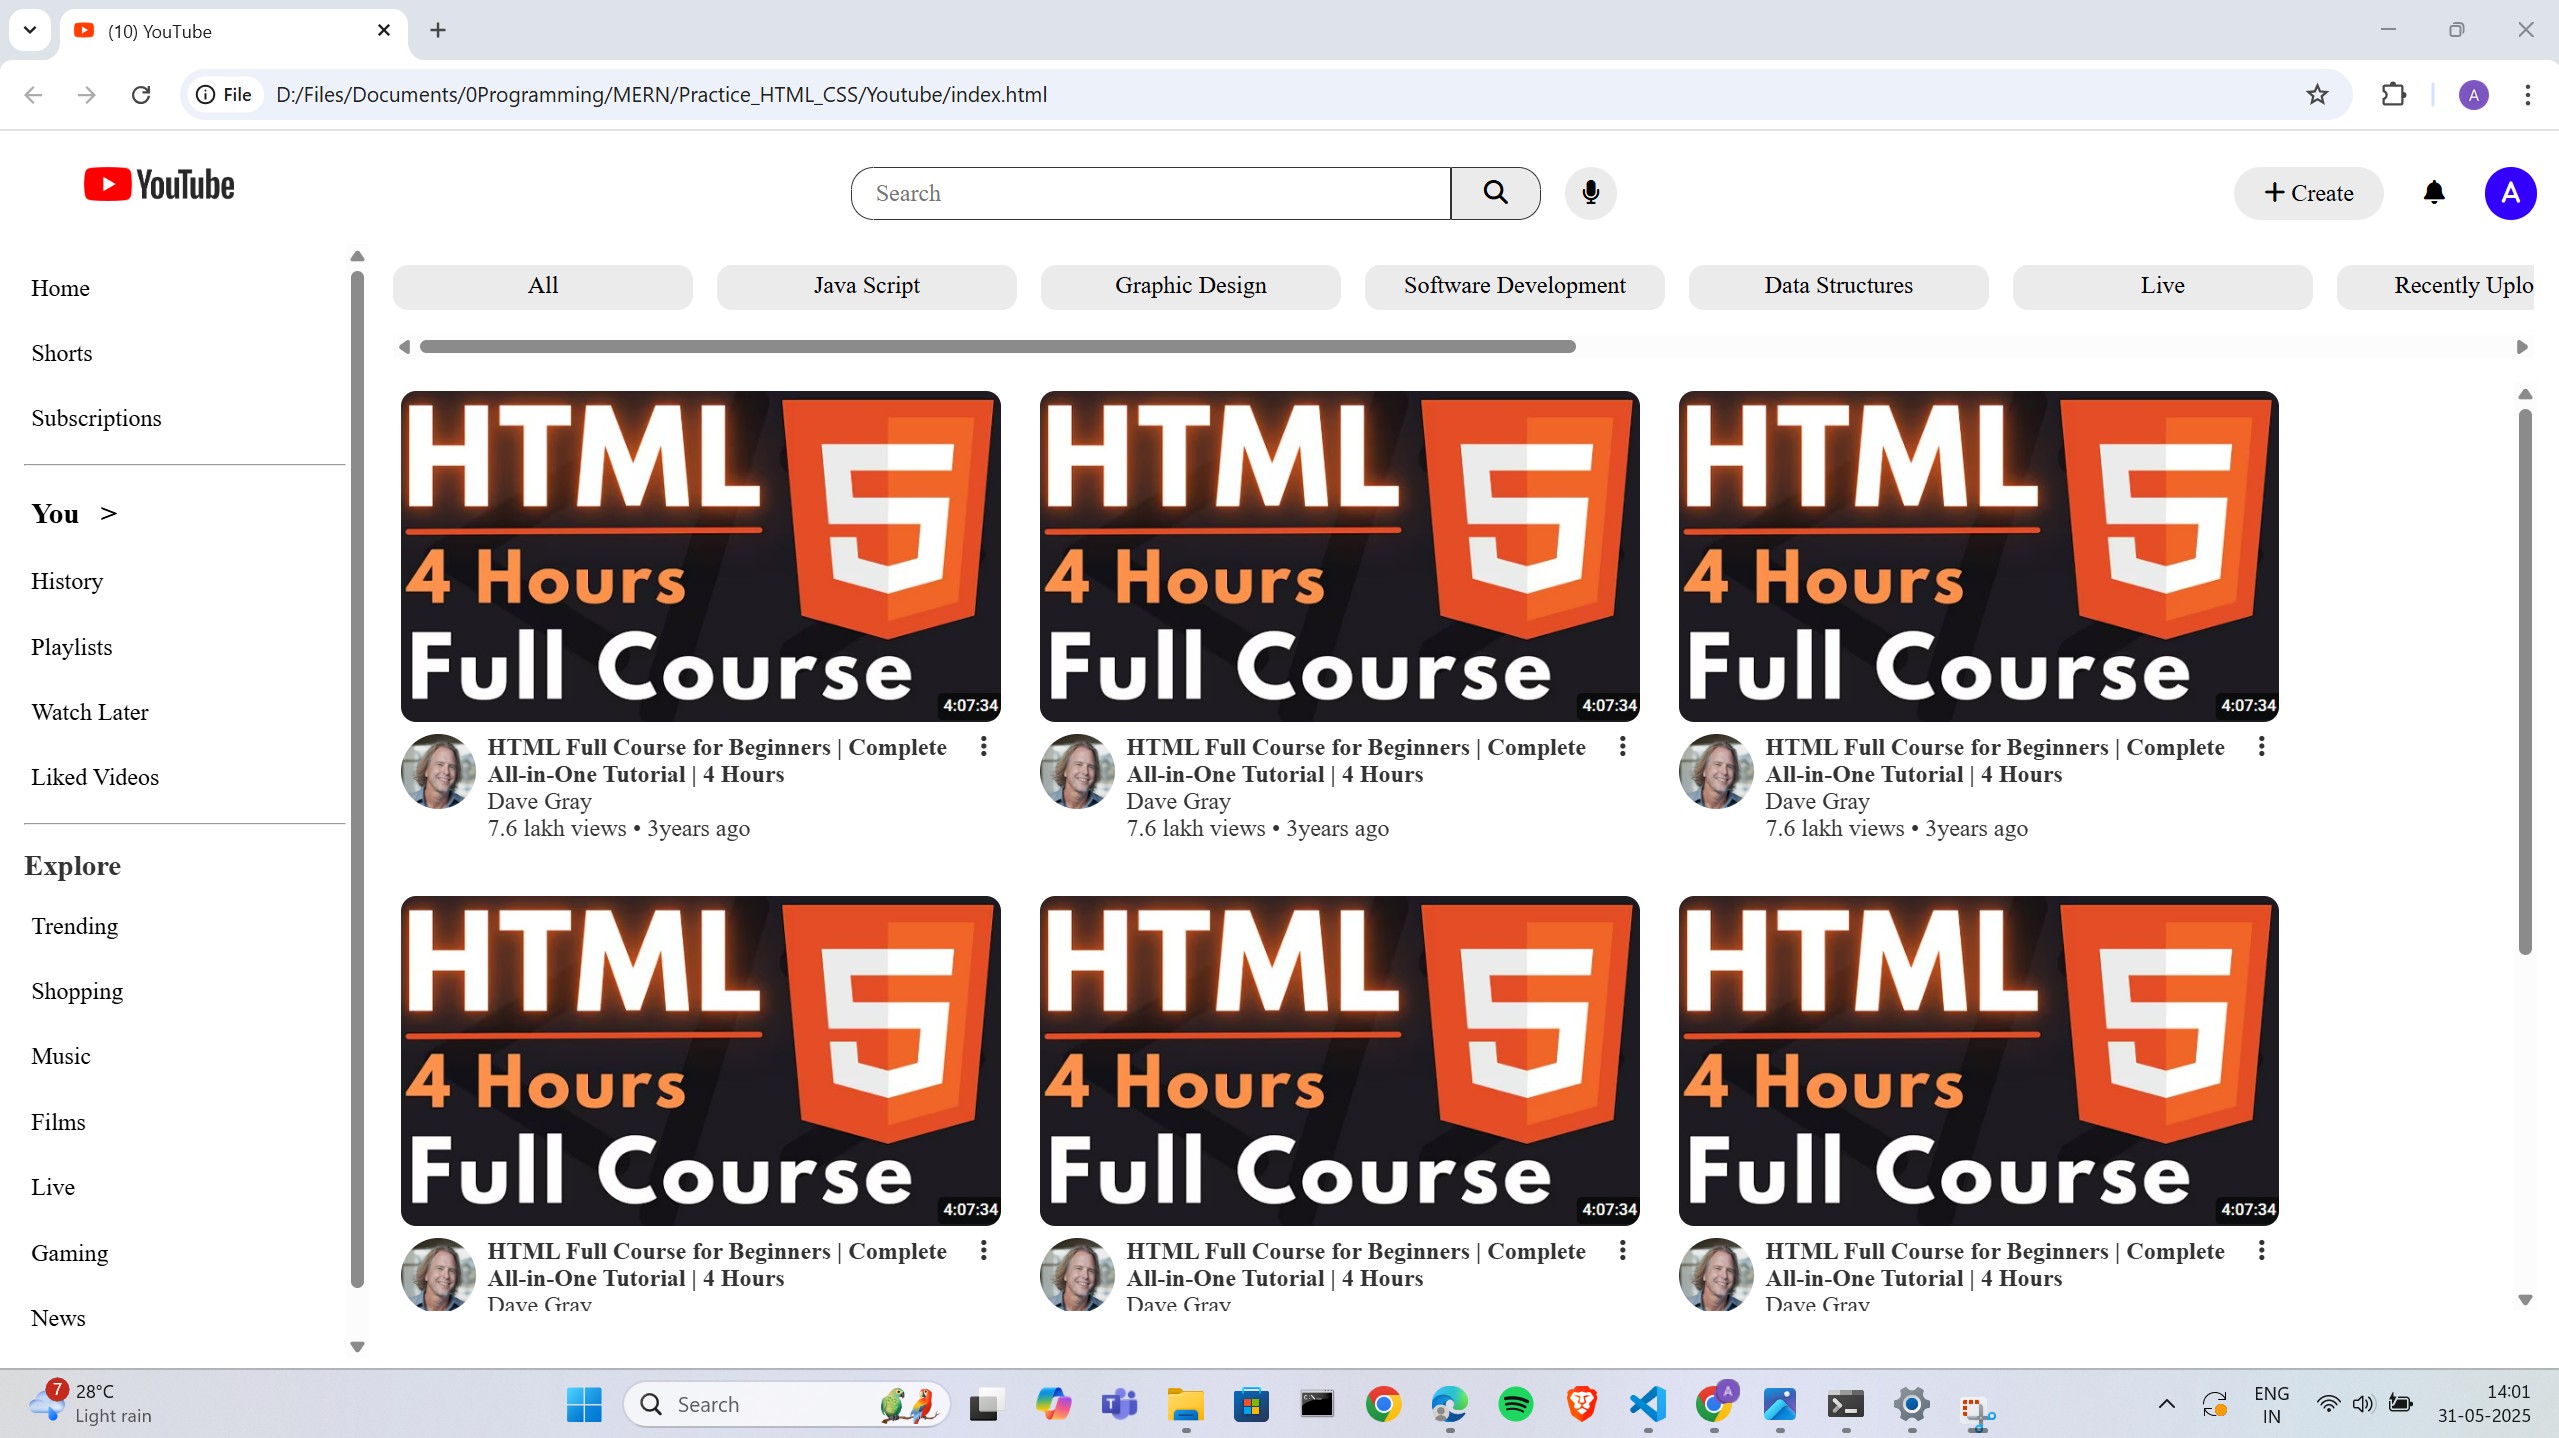 (10) YouTube
File
D:/Files/Documents/0Programming/MERN/Practice_HTML_CSS/Youtube/index.html
A
YouTube
Search
+ Create
A
Home
Shorts
Subscriptions
You >
History
Playlists
Watch Later
Liked Videos
Explore
Trending
Shopping
Music
Films
Live
Gaming
News
All
Java Script
Graphic Design
Software Development
Data Structures
Live
Recently Uplo
HTML
4 Hours
Full Course
4:07:34
HTML Full Course for Beginners | Complete
All-in-One Tutorial | 4 Hours
Dave Gray
7.6 lakh views • 3years ago
HTML
4 Hours
Full Course
4:07:34
HTML Full Course for Beginners | Complete
All-in-One Tutorial | 4 Hours
Dave Gray
7.6 lakh views • 3years ago
HTML
4 Hours
Full Course
4:07:34
HTML Full Course for Beginners | Complete
All-in-One Tutorial | 4 Hours
Dave Gray
7.6 lakh views • 3years ago
HTML
4 Hours
Full Course
4:07:34
HTML Full Course for Beginners | Complete
All-in-One Tutorial | 4 Hours
Dave Gray
HTML
4 Hours
Full Course
4:07:34
HTML Full Course for Beginners | Complete
All-in-One Tutorial | 4 Hours
Dave Gray
HTML
4 Hours
Full Course
4:07:34
HTML Full Course for Beginners | Complete
All-in-One Tutorial | 4 Hours
Dave Gray
7
28°C
Light rain
Search
T
A
ENG
IN
14:01
31-05-2025